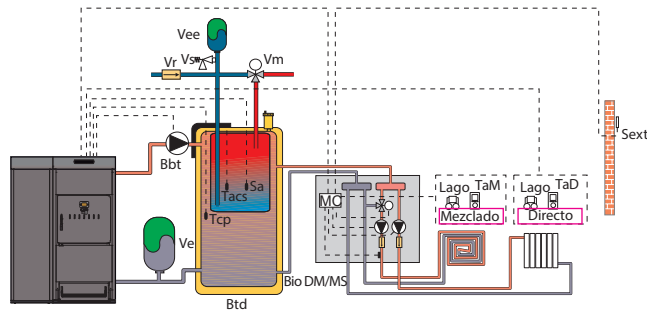 Vee
Vs
Vr
Vm
Sext
Bbt
Tacs
Sa
Tcp
Ve
Btd
Bio DM/MS
MC
Lago TaM
Mezclado
Lago TaD
Directo